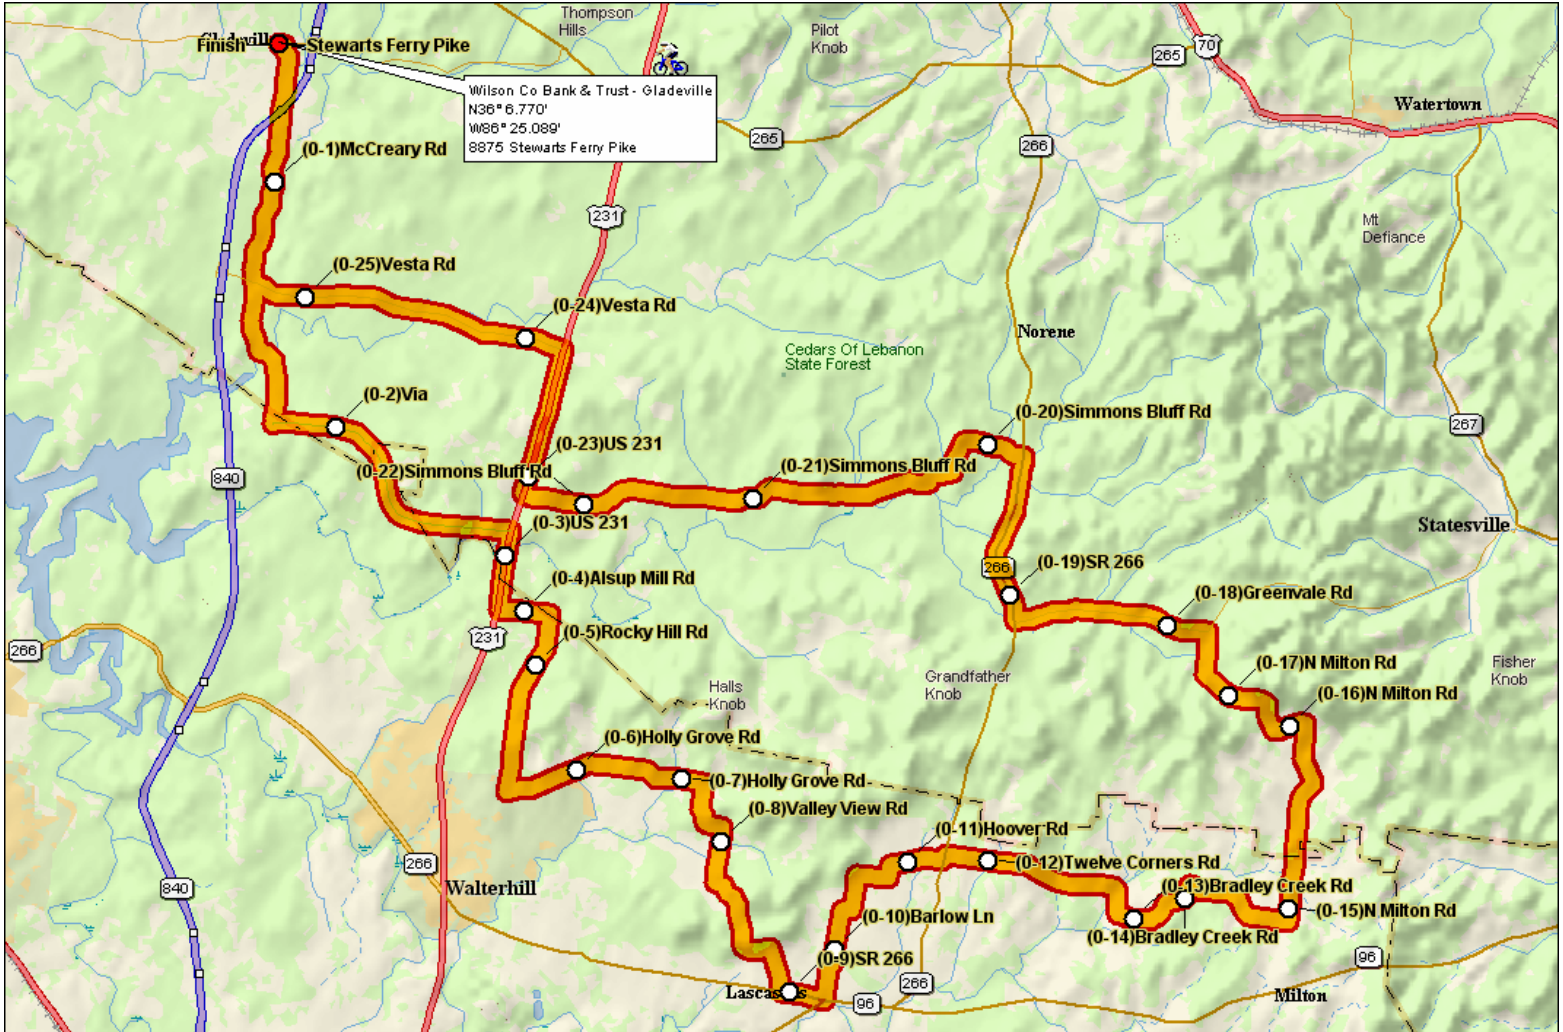 Thompson
Hills
Pilot
Knob
70
265
Finish
Stewarts Ferry Pike
Wilson Co Bank & Trust - Gladeville
N36° 6.770'
W86° 25.089'
8875 Stewarts Ferry Pike
Watertown
265
266
(0-1)McCreary Rd
231
Mt
Defiance
(0-25)Vesta Rd
(0-24)Vesta Rd
Norene
Cedars Of Lebanon
State Forest
(0-2)Via
(0-20)Simmons Bluff Rd
267
(0-23)US 231
(0-22)Simmons Bluff Rd
(0-21)Simmons Bluff Rd
840
(0-3)US 231
Statesville
266
(0-19)SR 266
(0-4)Alsup Mill Rd
(0-18)Greenvale Rd
231
(0-5)Rocky Hill Rd
266
(0-17)N Milton Rd
Fisher
Knob
Grandfather
Knob
Halls
Knob
(0-16)N Milton Rd
(0-6)Holly Grove Rd
(0-7)Holly Grove Rd
(0-8)Valley View Rd
(0-11)Hoover Rd
266
(0-12)Twelve Corners Rd
Walterhill
840
(0-13)Bradley Creek Rd
(0-10)Barlow Ln
(0-15)N Milton Rd
(0-14)Bradley Creek Rd
(0-9)SR 266
96
266
Milton
96